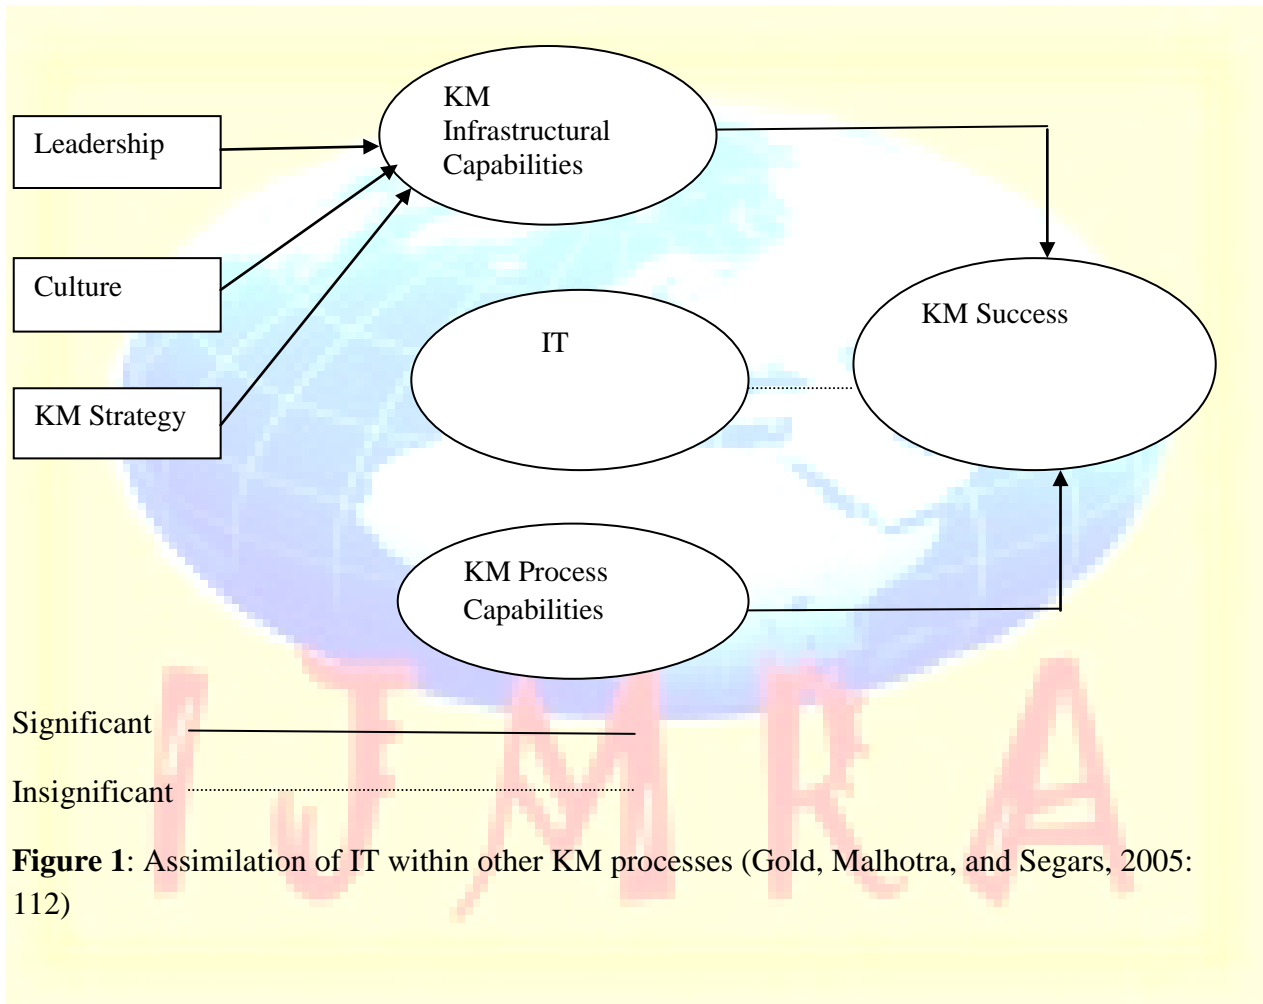 KM
Infrastructural
Capabilities
Leadership
Culture
KM Strategy
IT
KM Success
KM Process
Capabilities
Significant
Insignificant
Figure 1: Assimilation of IT within other KM processes (Gold, Malhotra, and Segars, 2005:
112)
IJMRA